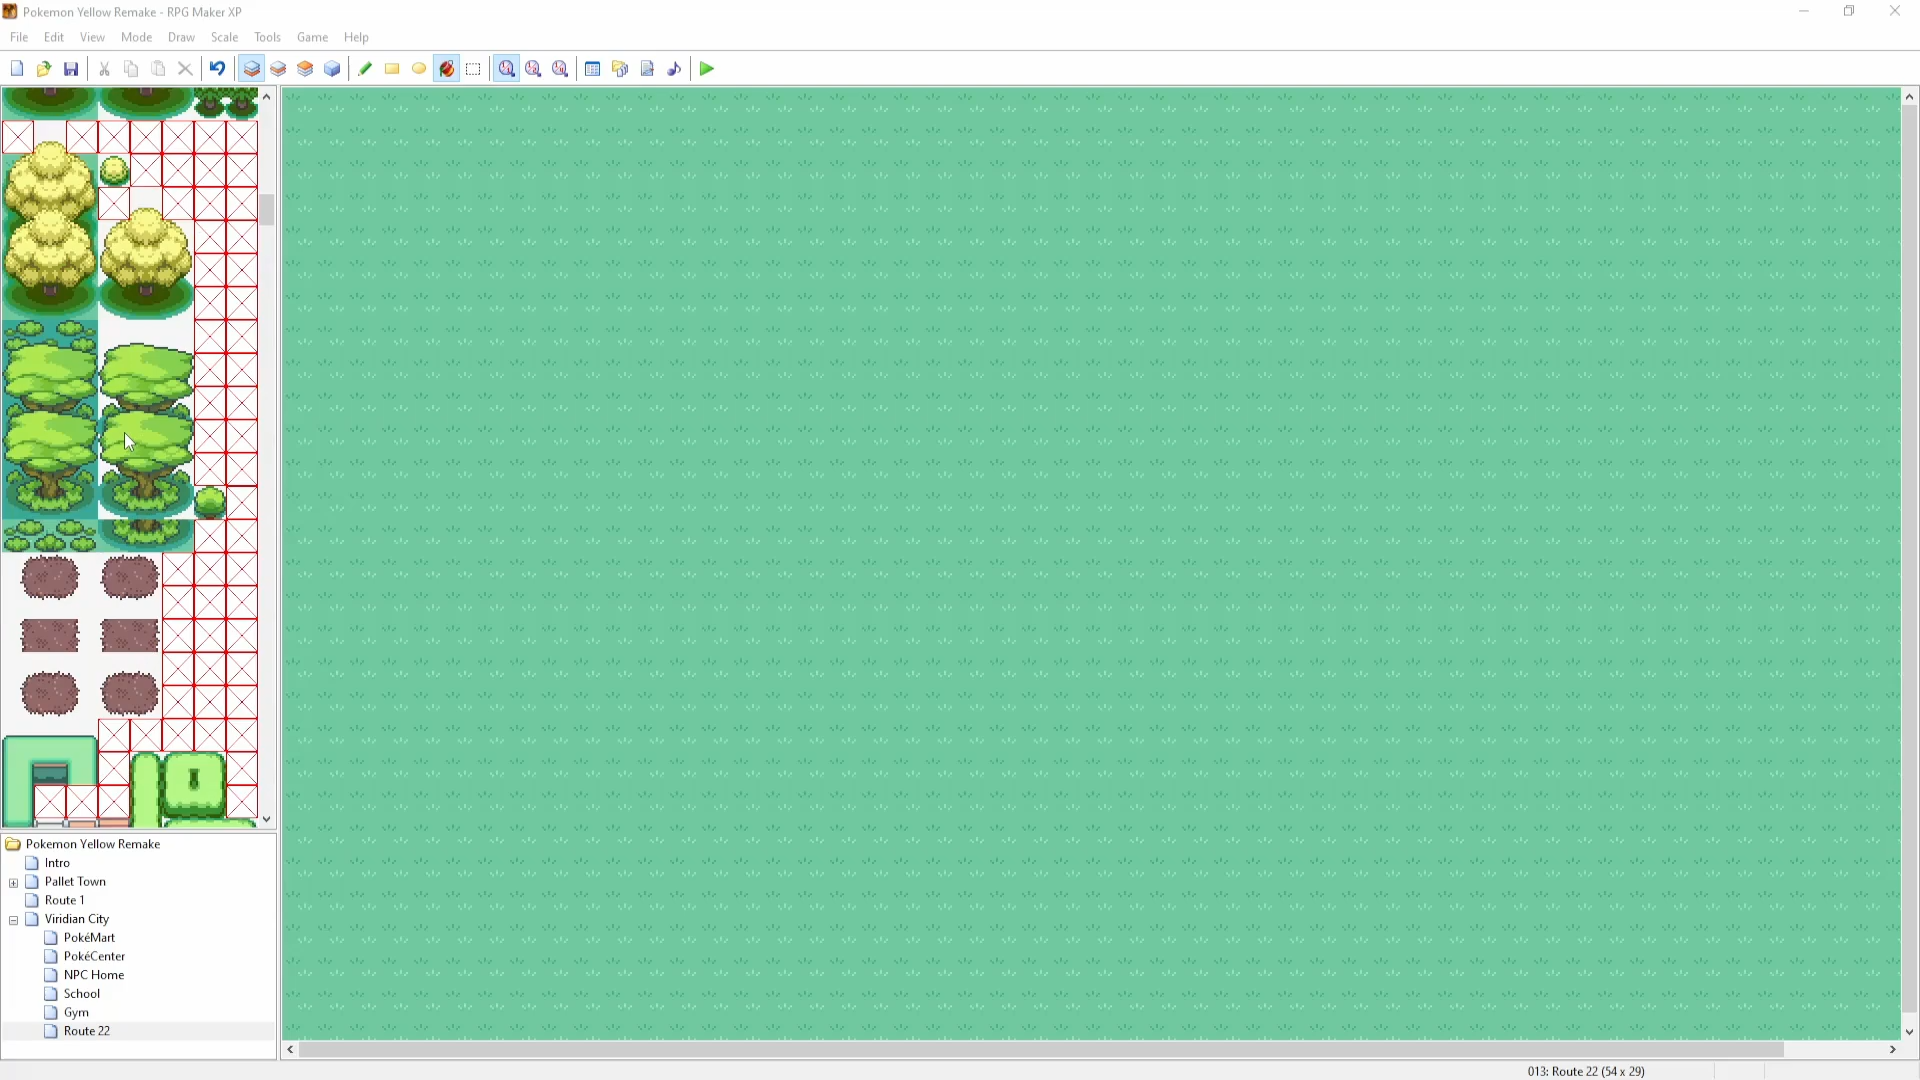 Pokemon Yellow Remake - RPG Maker XP
File Edit View Mode Draw Scale Tools Game Help
Pokemon Yellow Remake
Intro
Pallet Town
Route 1
Viridian City
PokéMart
PokéCenter
NPC Home
School
Gym
Route 22
013: Route 22 (54 x 29)